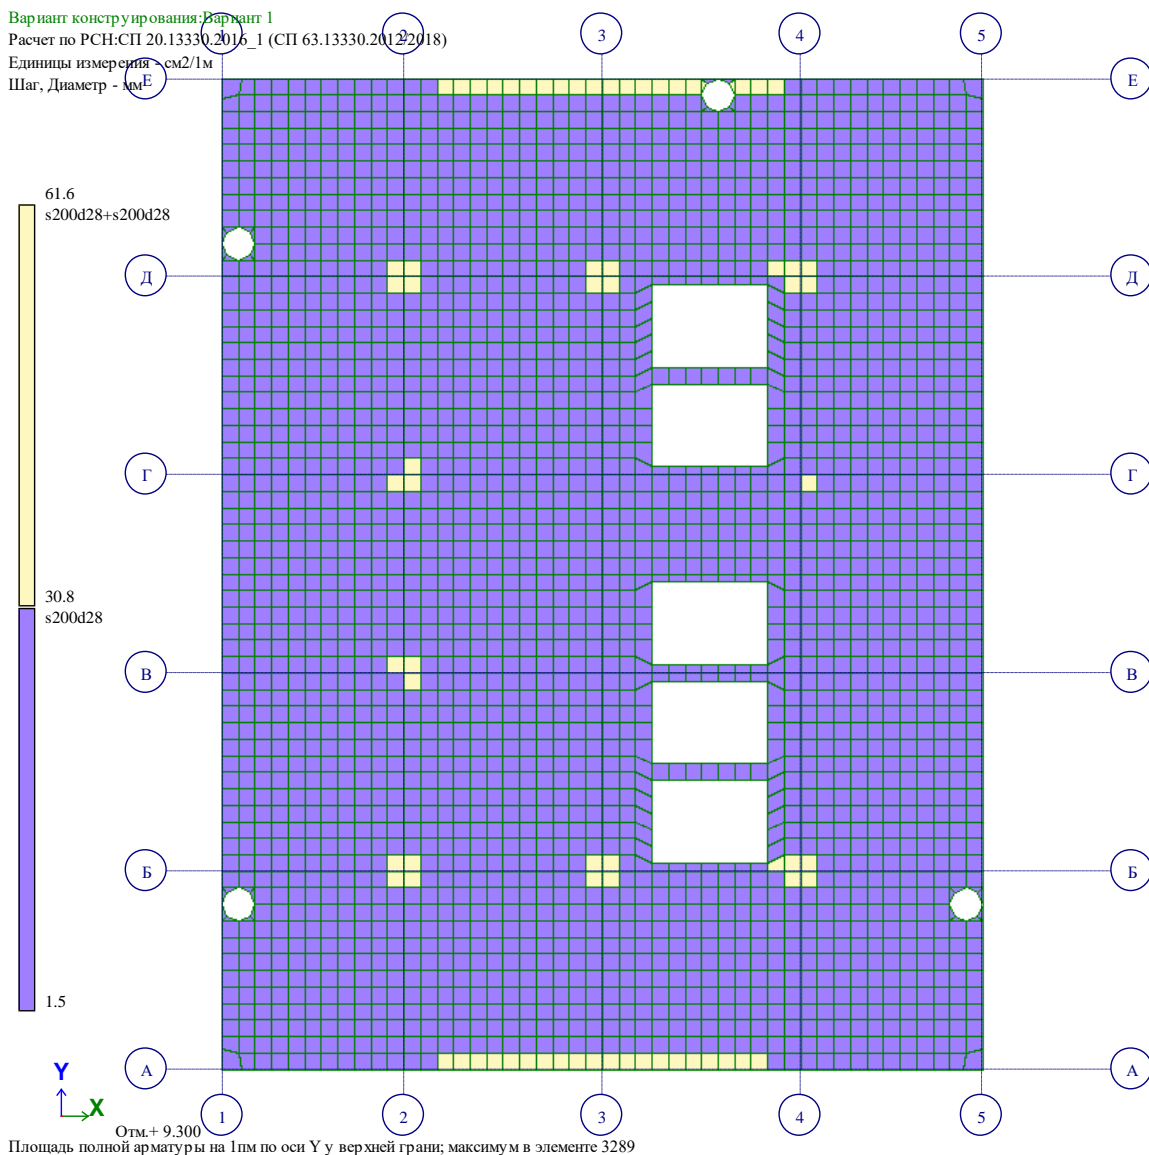 Вариант конструирования:Вариант 1
Расчет по РСН:СП 20.13330.2016_1 (СП 63.13330.2012/2018)
Единицы измерения - см2/1м
Шаг, Диаметр - мм
1
2
3
4
5
Е
Е
61.6
s200d28+s200d28
Д
Д
Г
Г
30.8
s200d28
В
В
Б
Б
1.5
А
А
Y
X
1
2
3
4
5
Отм.+ 9.300
Площадь полной арматуры на 1пм по оси Y у верхней грани; максимум в элементе 3289